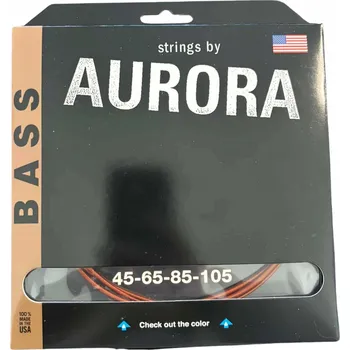 strings by
AURORA
BASS
45-65-85-105
100%
MADE
IN THE
USA
Check out the color